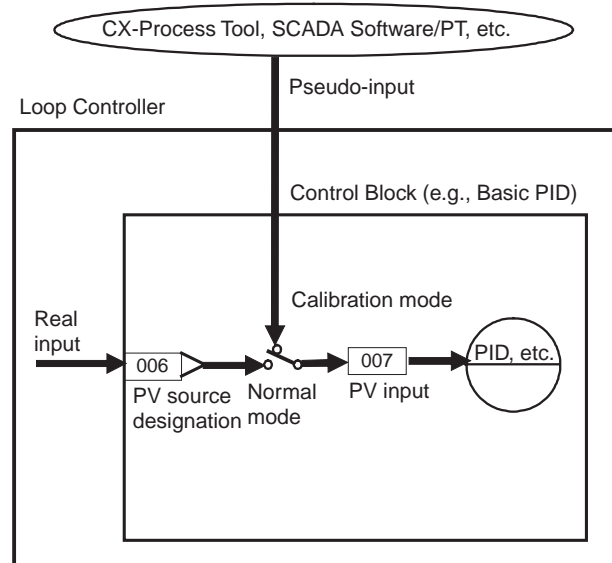 CX-Process Tool, SCADA Software/PT, etc.
Pseudo-input
Loop Controller
Control Block (e.g., Basic PID)
Calibration mode
Real
input
006
007
PID, etc.
PV source
designation
Normal
mode
PV input